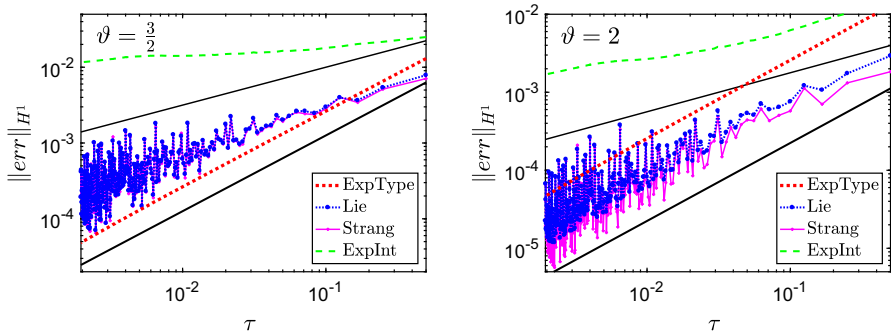 ϑ = 3/2
10^-2
10^-3
10^-4
‖err‖_{H^1}
ExpType
Lie
Strang
ExpInt
10^-2
10^-1
τ
ϑ = 2
10^-2
10^-3
10^-4
10^-5
‖err‖_{H^1}
ExpType
Lie
Strang
ExpInt
10^-2
10^-1
τ